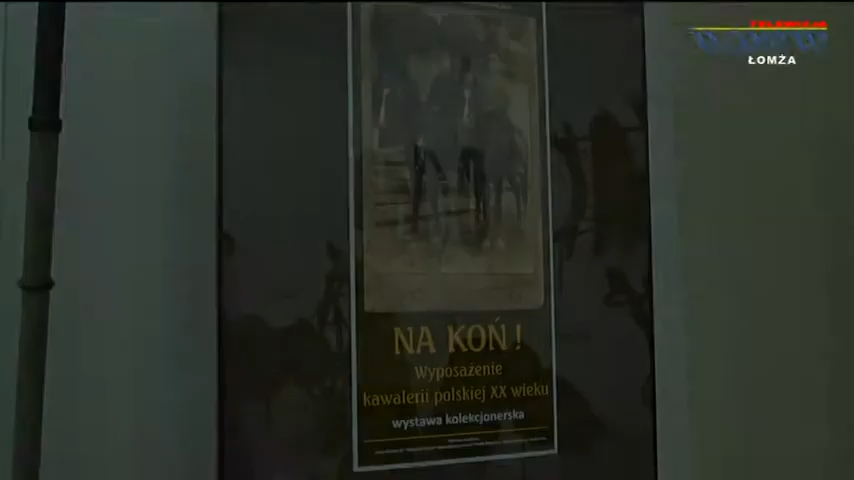 ŁOMŻA
NA KOŃ!
Wyposażenie
kawalerii polskiej XX wieku
wystawa kolekcjonerska